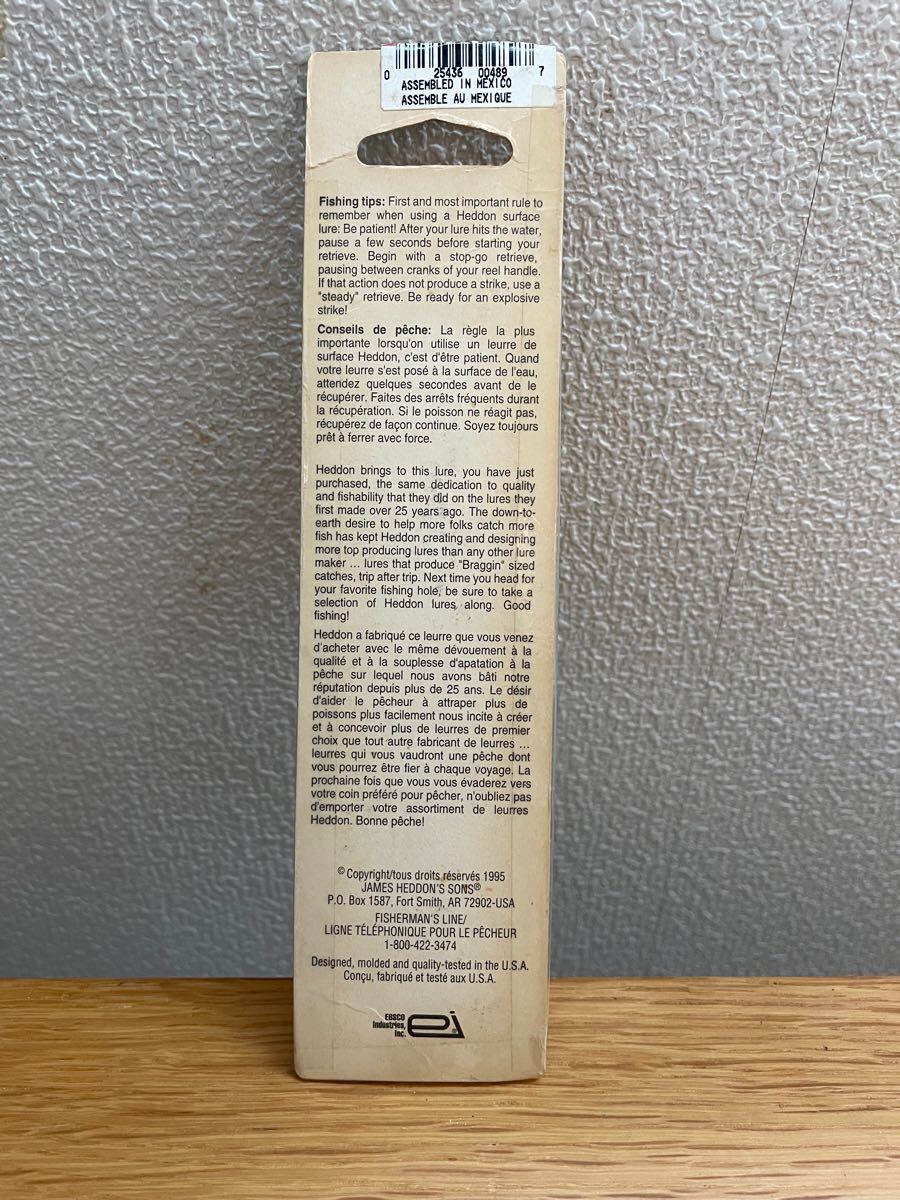 0 25436 00489 7
ASSEMBLED IN MEXICO
ASSEMBLE AU MEXIQUE
Fishing tips: First and most important rule to
remember when using a Heddon surface
lure: Be patient! After your lure hits the water,
pause a few seconds before starting your
retrieve. Begin with a stop-go retrieve,
pausing between cranks of your reel handle.
If that action does not produce a strike, use a
"steady" retrieve. Be ready for an explosive
strike!
Conseils de pêche: La règle la plus
importante lorsqu'on utilise un leurre de
surface Heddon, c'est d'être patient. Quand
votre leurre s'est posé à la surface de l'eau,
attendez quelques secondes avant de le
récupérer. Faites des arrêts fréquents durant
la récupération. Si le poisson ne réagit pas,
récupérez de façon continue. Soyez toujours
prêt à ferrer avec force.
Heddon brings to this lure, you have just
purchased, the same dedication to quality
and fishability that they did on the lures they
first made over 25 years ago. The down-to-
earth desire to help more folks catch more
fish has kept Heddon creating and designing
more top producing lures than any other lure
maker ... lures that produce "Braggin" sized
catches, trip after trip. Next time you head for
your favorite fishing hole, be sure to take a
selection of Heddon lures along. Good
fishing!
Heddon a fabriqué ce leurre que vous venez
d'acheter avec le même dévouement à la
qualité et à la souplesse d'apatation à la
pêche sur lequel nous avons bâti notre
réputation depuis plus de 25 ans. Le désir
d'aider le pêcheur à attraper plus de
poissons plus facilement nous incite à créer
et à concevoir plus de leurres de premier
choix que tout autre fabricant de leurres ...
leurres qui vous vaudront une pêche dont
vous pourrez être fier à chaque voyage. La
prochaine fois que vous vous évaderez vers
votre coin préféré pour pêcher, n'oubliez pas
d'emporter votre assortiment de leurres
Heddon. Bonne pêche!
© Copyright/tous droits réservés 1995
JAMES HEDDON'S SONS®
P.O. Box 1587, Fort Smith, AR 72902-USA
FISHERMAN'S LINE/
LIGNE TÉLÉPHONIQUE POUR LE PÊCHEUR
1-800-422-3474
Designed, molded and quality-tested in the U.S.A.
Conçu, fabriqué et testé aux U.S.A.
EBSCO
Industries,
Inc.
ei